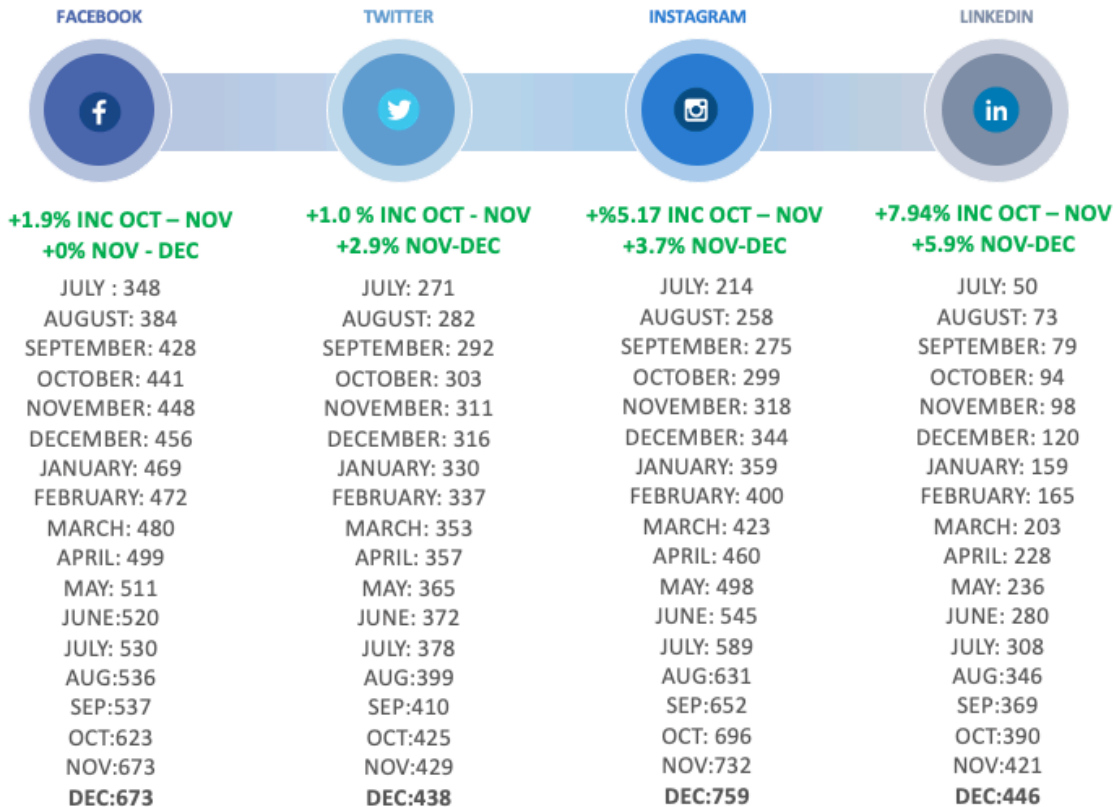 FACEBOOK
+1.9% INC OCT – NOV
+0% NOV - DEC
JULY : 348
AUGUST: 384
SEPTEMBER: 428
OCTOBER: 441
NOVEMBER: 448
DECEMBER: 456
JANUARY: 469
FEBRUARY: 472
MARCH: 480
APRIL: 499
MAY: 511
JUNE:520
JULY: 530
AUG:536
SEP:537
OCT:623
NOV:673
DEC:673
TWITTER
+1.0 % INC OCT - NOV
+2.9% NOV-DEC
JULY: 271
AUGUST: 282
SEPTEMBER: 292
OCTOBER: 303
NOVEMBER: 311
DECEMBER: 316
JANUARY: 330
FEBRUARY: 337
MARCH: 353
APRIL: 357
MAY: 365
JUNE: 372
JULY: 378
AUG:399
SEP:410
OCT:425
NOV:429
DEC:438
INSTAGRAM
+%5.17 INC OCT – NOV
+3.7% NOV-DEC
JULY: 214
AUGUST: 258
SEPTEMBER: 275
OCTOBER: 299
NOVEMBER: 318
DECEMBER: 344
JANUARY: 359
FEBRUARY: 400
MARCH: 423
APRIL: 460
MAY: 498
JUNE: 545
JULY: 589
AUG:631
SEP:652
OCT: 696
NOV:732
DEC:759
LINKEDIN
in
+7.94% INC OCT – NOV
+5.9% NOV-DEC
JULY: 50
AUGUST: 73
SEPTEMBER: 79
OCTOBER: 94
NOVEMBER: 98
DECEMBER: 120
JANUARY: 159
FEBRUARY: 165
MARCH: 203
APRIL: 228
MAY: 236
JUNE: 280
JULY: 308
AUG:346
SEP:369
OCT:390
NOV:421
DEC:446